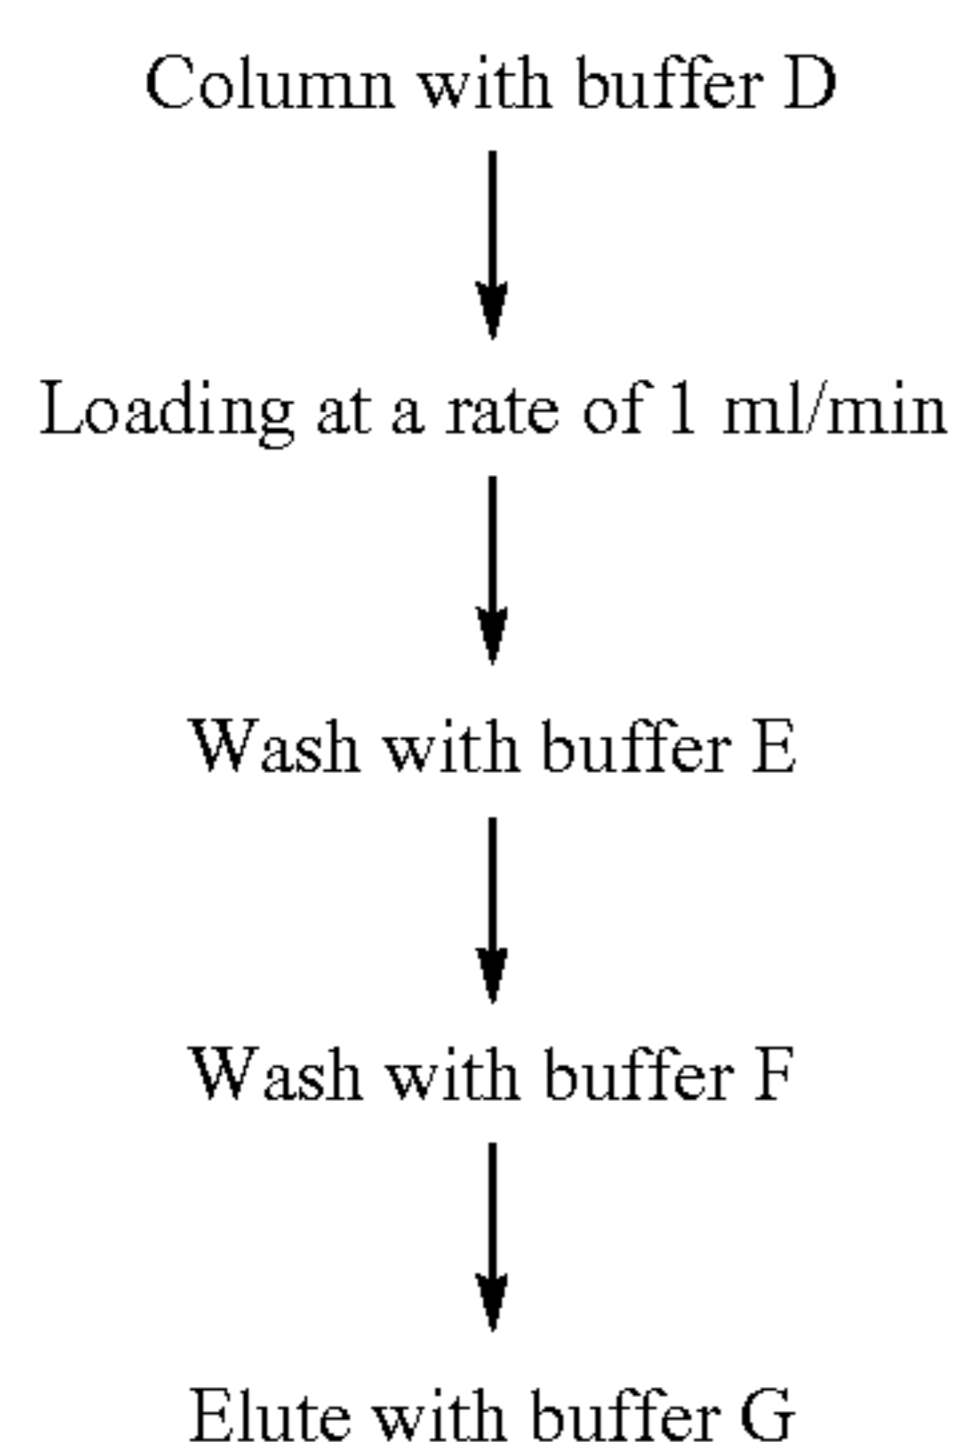 Column with buffer D
Loading at a rate of 1 ml/min
Wash with buffer E
Wash with buffer F
Elute with buffer G